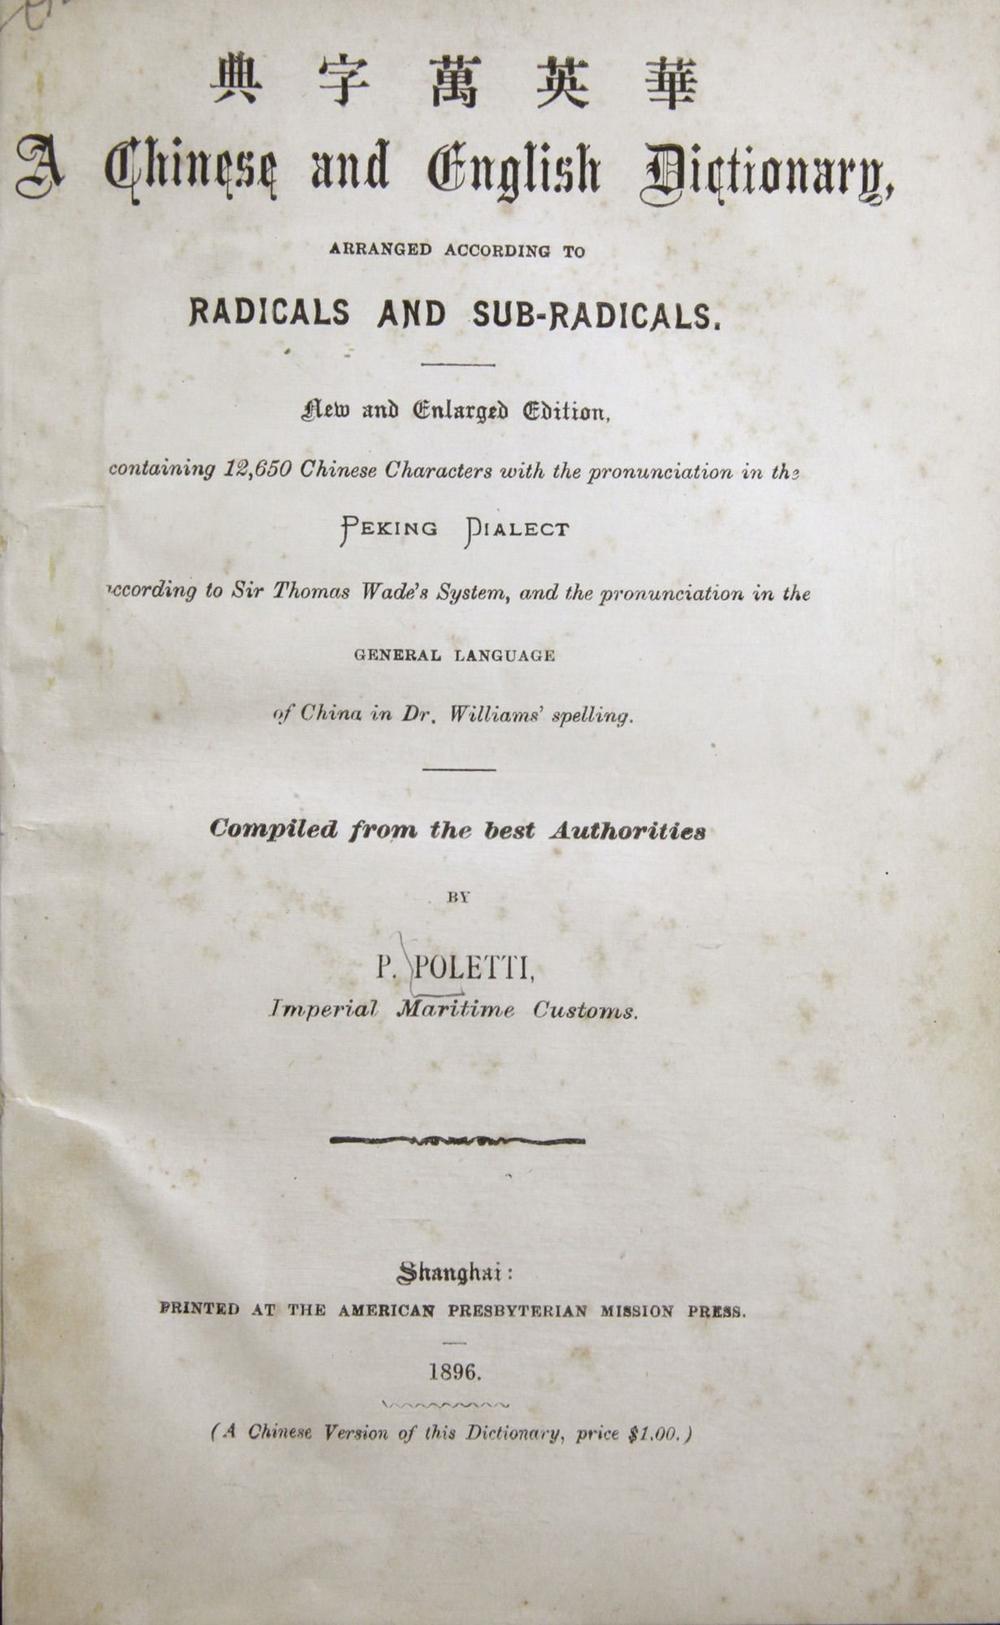 華英萬字典
A Chinese and English Dictionary,
ARRANGED ACCORDING TO
RADICALS AND SUB-RADICALS.
New and Enlarged Edition,
containing 12,650 Chinese Characters with the pronunciation in the
PEKING DIALECT
according to Sir Thomas Wade's System, and the pronunciation in the
GENERAL LANGUAGE
of China in Dr. Williams' spelling.
Compiled from the best Authorities
BY
P. POLETTI,
Imperial Maritime Customs.
Shanghai:
PRINTED AT THE AMERICAN PRESBYTERIAN MISSION PRESS.
1896.
(A Chinese Version of this Dictionary, price $1.00.)